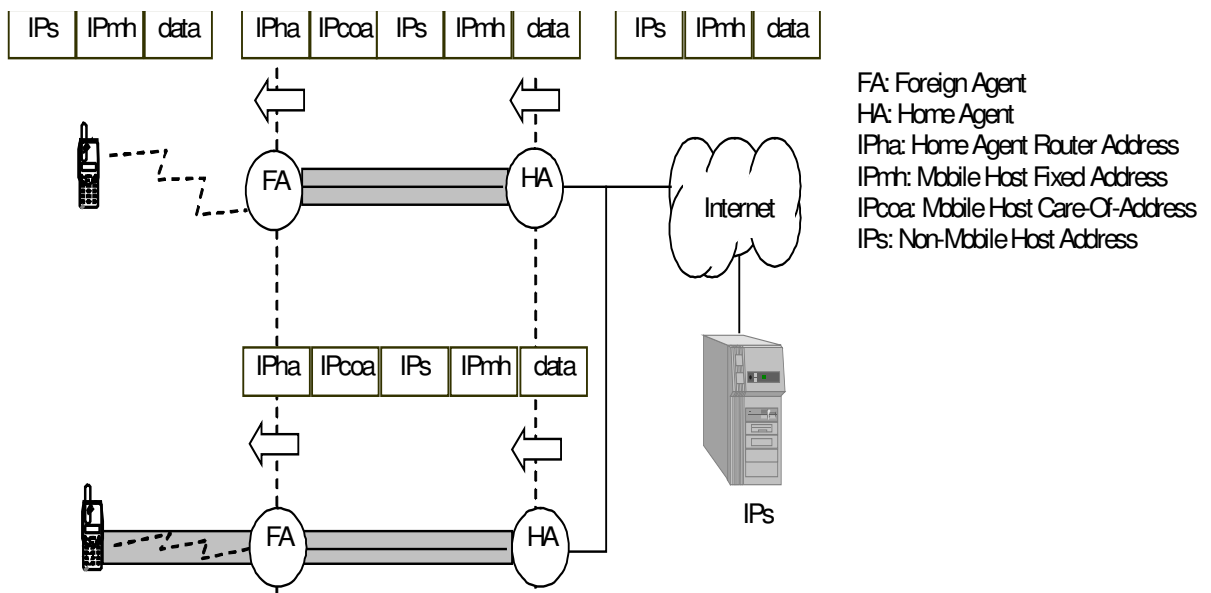 IPs IPmh data IPha IPcoa IPs IPmh data IPs IPmh data
FA: Foreign Agent
HA: Home Agent
IPha: Home Agent Router Address
IPmh: Mobile Host Fixed Address
IPcoa: Mobile Host Care-Of-Address
IPs: Non-Mobile Host Address
FA HA
Internet
IPha IPcoa IPs IPmh data
IPs
FA HA